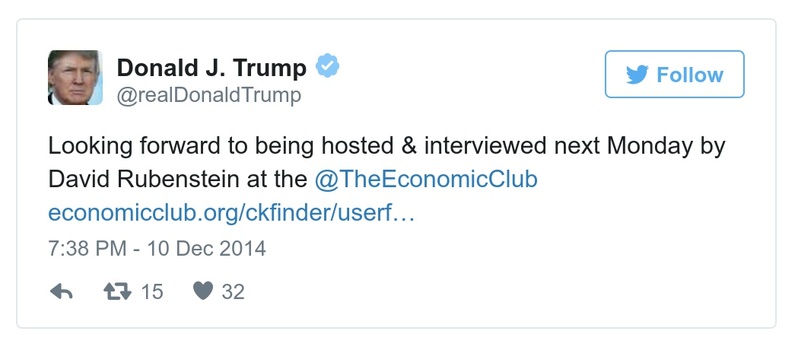 Donald J. Trump
@realDonaldTrump
Follow
Looking forward to being hosted & interviewed next Monday by
David Rubenstein at the @TheEconomicClub
economicclub.org/ckfinder/userf…
7:38 PM - 10 Dec 2014
15 32